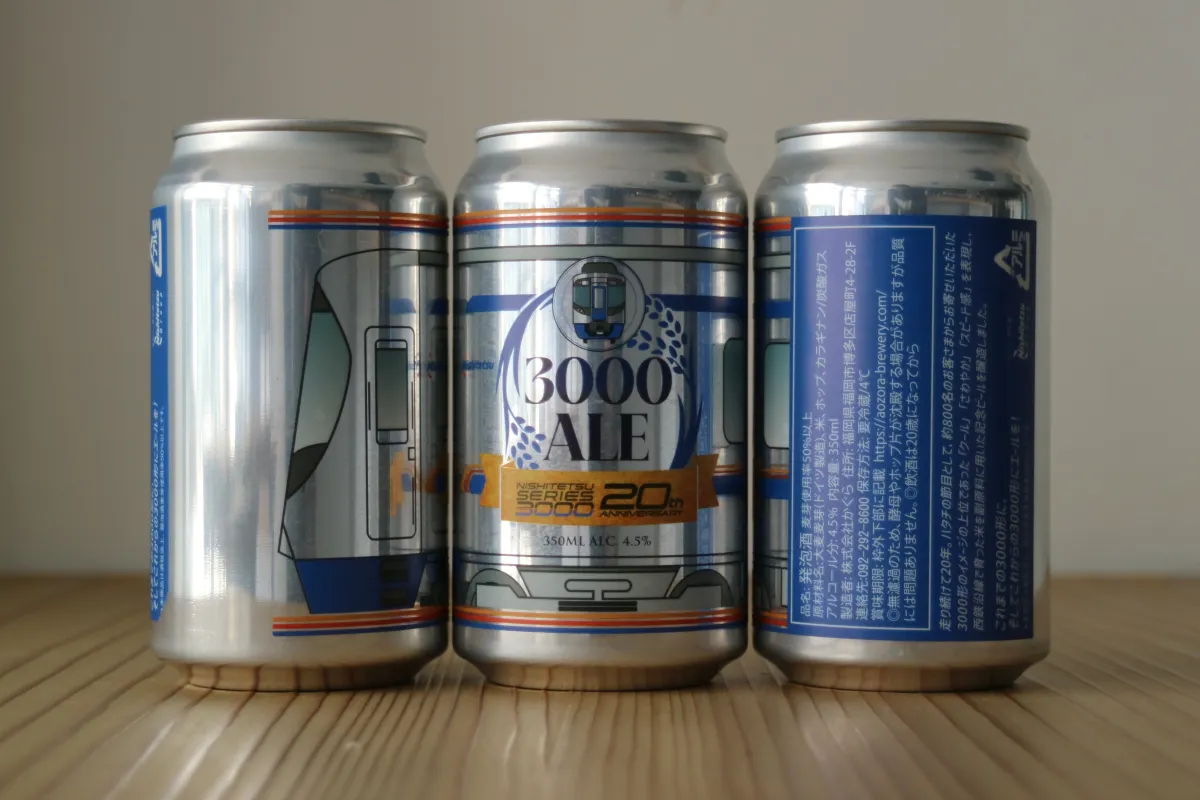 3000
ALE
NISHITETSU
SERIES
3000
20th
ANNIVERSARY
350ML ALC. 4.5%
品名: 発泡酒 麦芽使用率50%以上
原材料名:大麦麦芽(ドイツ製造)、米、ホップ、カラギナン/炭酸ガス
アルコール分: 4.5% 内容量: 350ml
製造者: 株式会社かくら (住所: 福岡県福岡市博多区店屋町4-28-2F
連絡先:092-292-8600 保存方法: 要冷蔵/4℃
賞味期限: 枠外下部に記載 https://aozora-brewery.com/
◎無濾過のため、酵母やホップ片が沈殿する場合がありますが品質
には問題ありません。◎飲酒は20歳になってから
走り続けて20年。ハタチの節目として、約800名のお客さまからお寄せいただいた
3000形のイメージの上位であった「クール」「さわやか」「スピード感」を表現し、
西鉄沿線で育った米を副原料に用いた記念ビールを醸造しました。
これまでの3000形に、
そしてこれからの3000形にエールを!
アルミ
アルミ